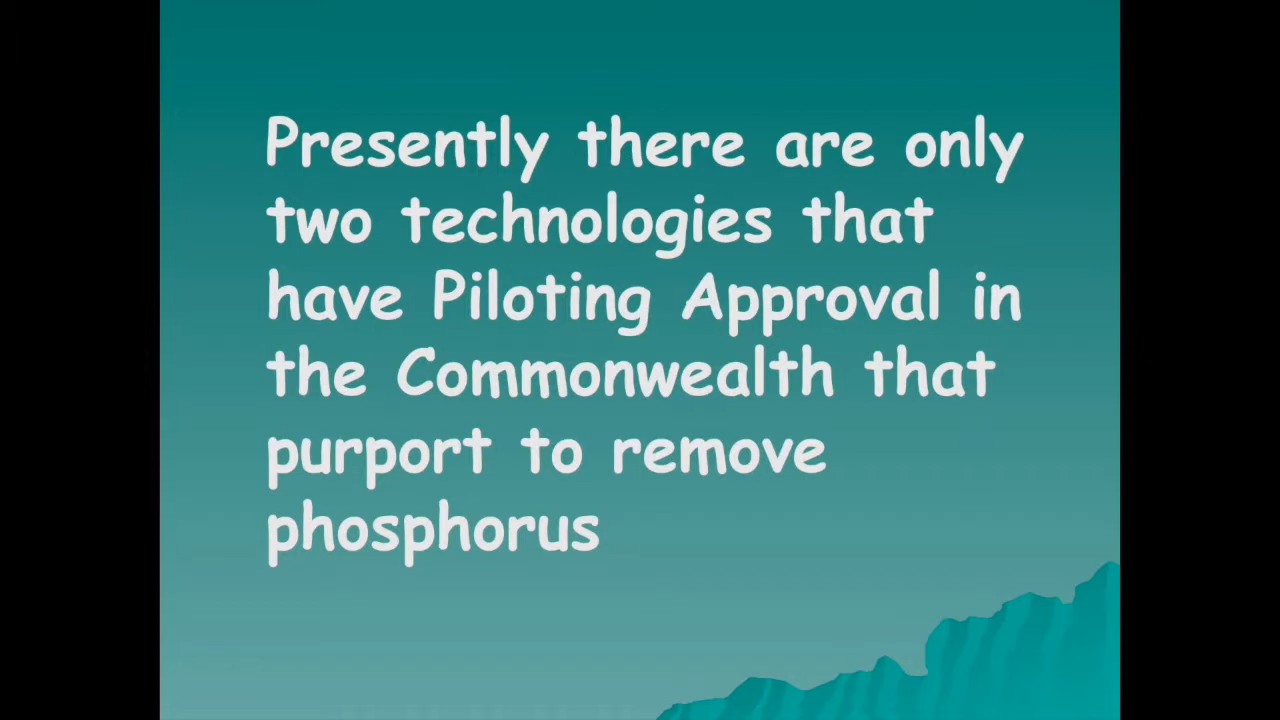 Presently there are only
two technologies that
have Piloting Approval in
the Commonwealth that
purport to remove
phosphorus